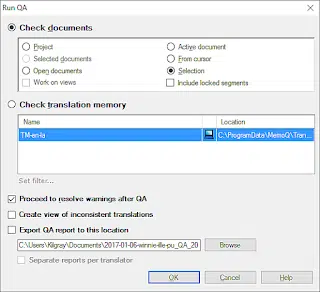 Run QA
Check documents
Project
Active document
Selected documents
From cursor
Open documents
Selection
Work on views
Include locked segments
Check translation memory
Name
Location
TM-en-la
C:\ProgramData\MemoQ\Tran...
Set filter...
Proceed to resolve warnings after QA
Create view of inconsistent translations
Export QA report to this location
C:\Users\Kilgray\Documents\2017-01-06-winnie-ille-pu_QA_20
Browse
Separate reports per translator
OK
Cancel
Help